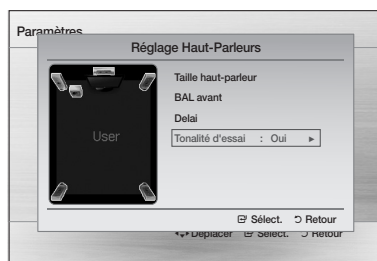 Paramètres
Réglage Haut-Parleurs
User
Taille haut-parleur
BAL avant
Delai
Tonalité d'essai : Oui ►
Sélect. Retour
Déplacer Sélect. Retour